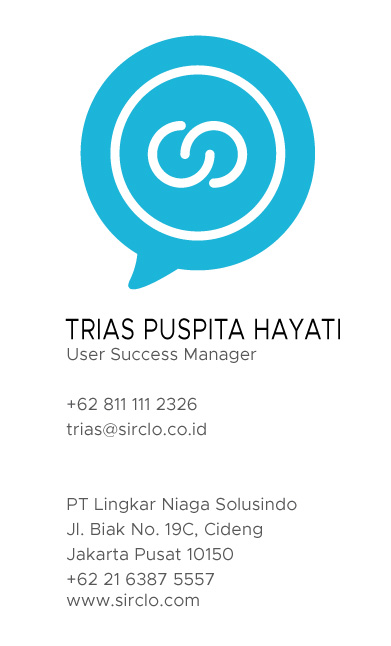 TRIAS PUSPITA HAYATI
User Success Manager
+62 811 111 2326
trias@sirclo.co.id
PT Lingkar Niaga Solusindo
Jl. Biak No. 19C, Cideng
Jakarta Pusat 10150
+62 21 6387 5557
www.sirclo.com